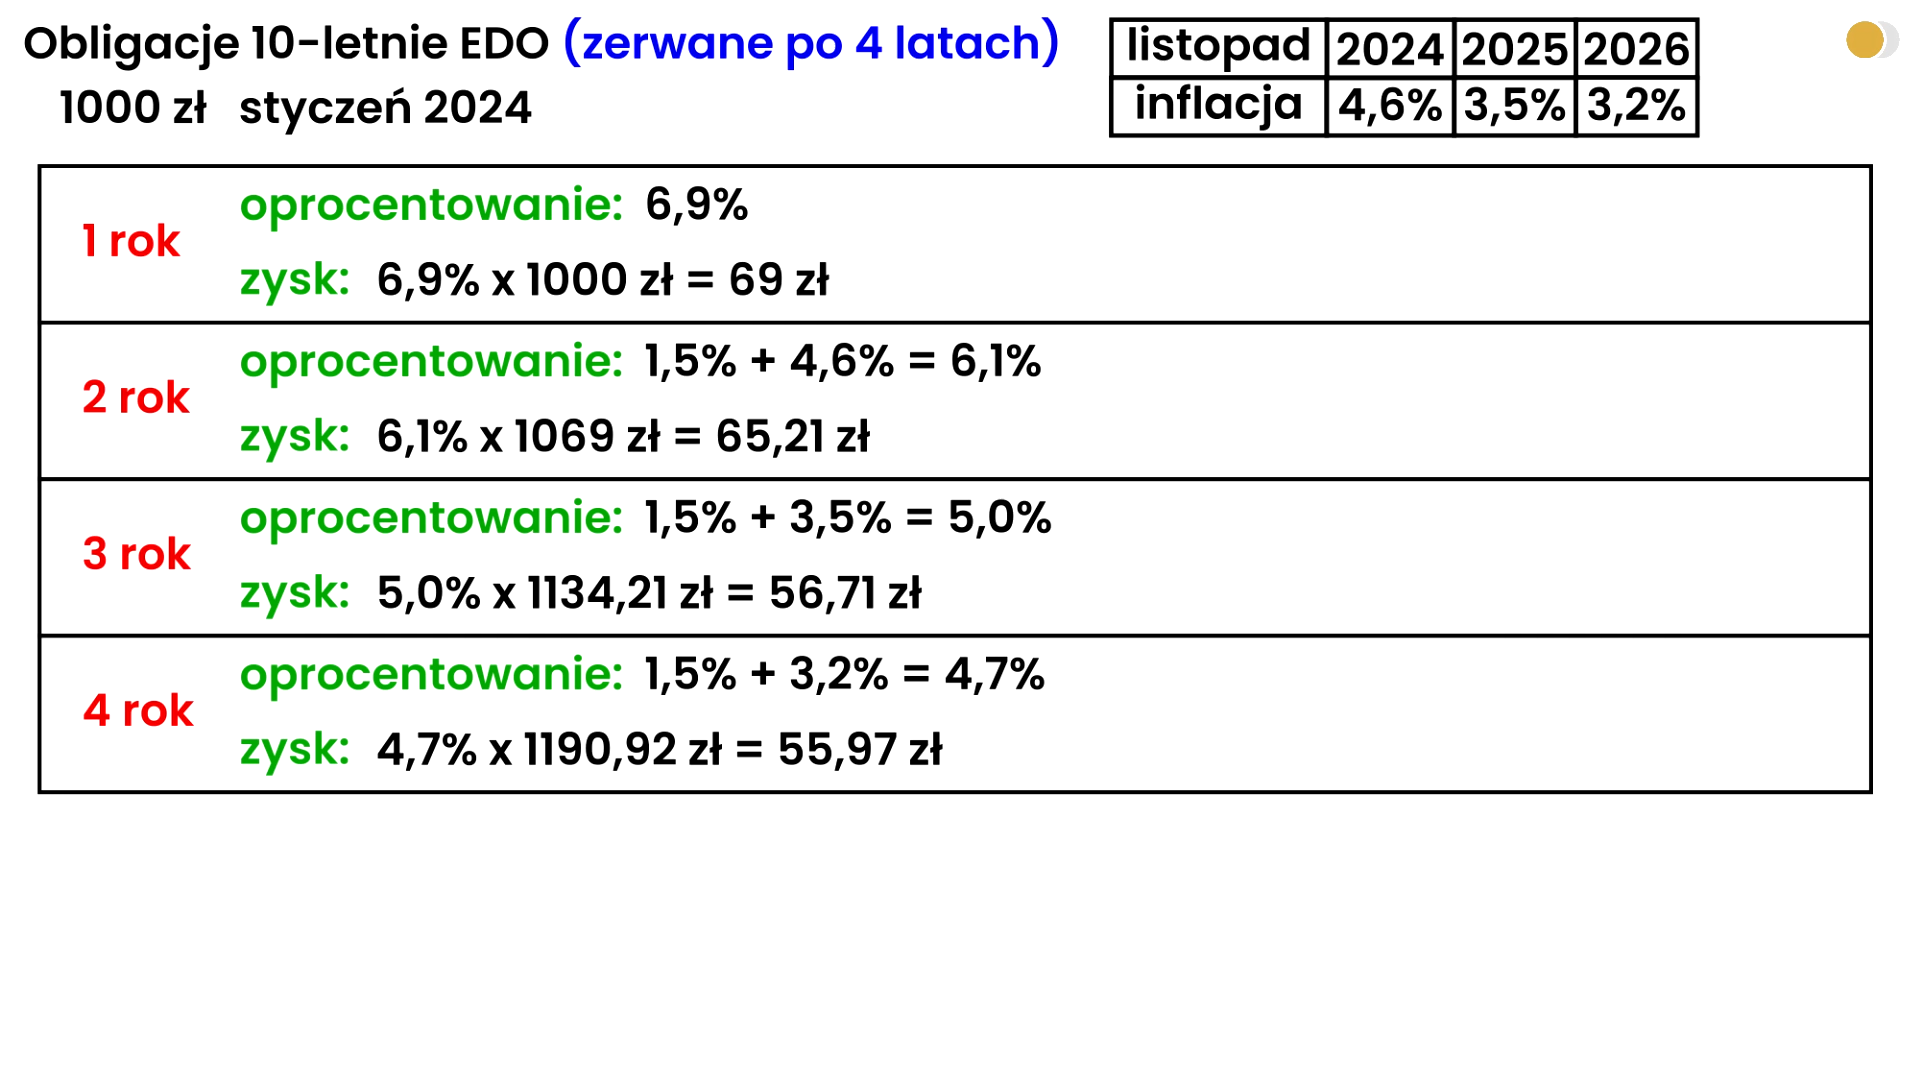 Obligacje 10-letnie EDO (zerwane po 4 latach)
1000 zł styczeń 2024
listopad 2024 2025 2026
inflacja 4,6% 3,5% 3,2%
1 rok
oprocentowanie: 6,9%
zysk: 6,9% x 1000 zł = 69 zł
2 rok
oprocentowanie: 1,5% + 4,6% = 6,1%
zysk: 6,1% x 1069 zł = 65,21 zł
3 rok
oprocentowanie: 1,5% + 3,5% = 5,0%
zysk: 5,0% x 1134,21 zł = 56,71 zł
4 rok
oprocentowanie: 1,5% + 3,2% = 4,7%
zysk: 4,7% x 1190,92 zł = 55,97 zł